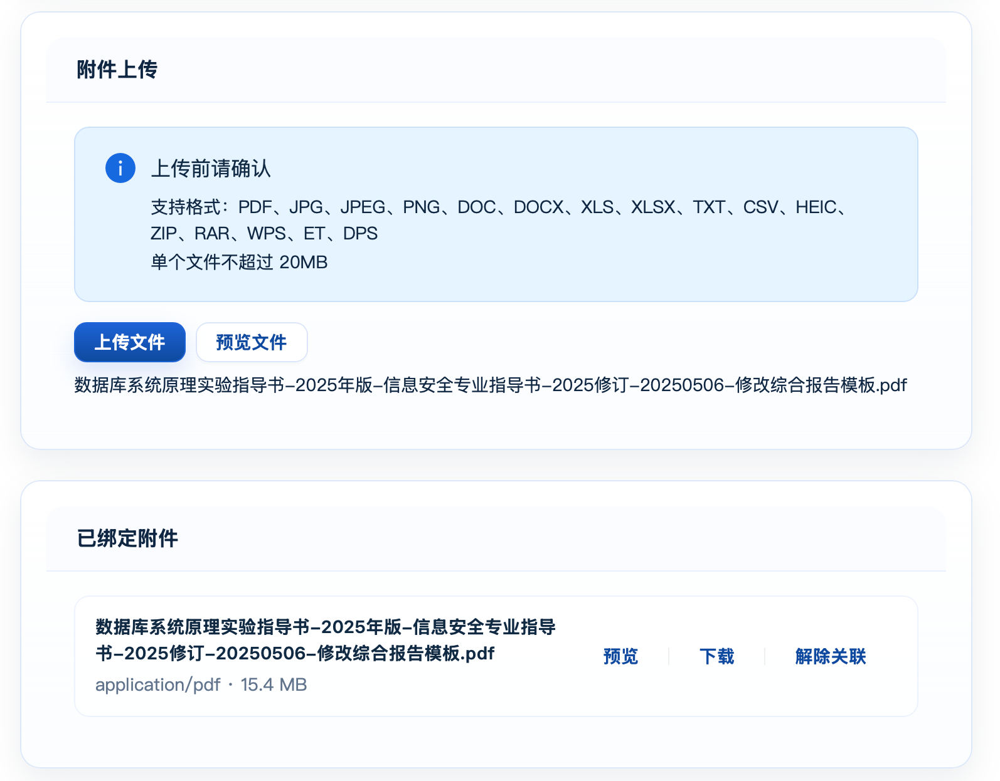 附件上传
上传前请确认
支持格式：PDF、JPG、JPEG、PNG、DOC、DOCX、XLS、XLSX、TXT、CSV、HEIC、
ZIP、RAR、WPS、ET、DPS
单个文件不超过 20MB
上传文件 预览文件
数据库系统原理实验指导书–2025年版–信息安全专业指导书–2025修订–20250506–修改综合报告模板.pdf
已绑定附件
数据库系统原理实验指导书–2025年版–信息安全专业指导
书–2025修订–20250506–修改综合报告模板.pdf
预览 下载 解除关联
application/pdf · 15.4 MB